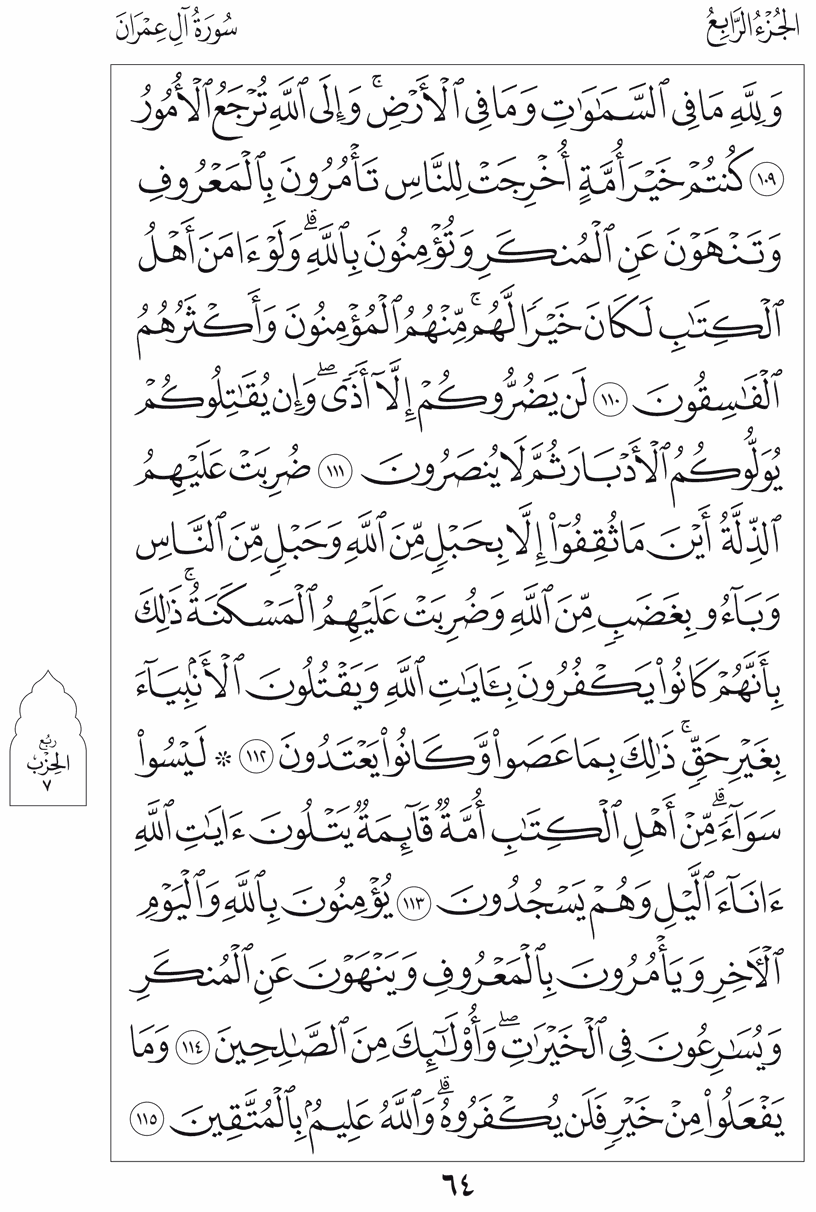 الجُزْءُ الرَّابِعُ
سُورَةُ آلِ عِمْرَانَ
وَلِلَّهِ مَا فِى ٱلسَّمَٰوَٰتِ وَمَا فِى ٱلْأَرْضِ ۚ وَإِلَى ٱللَّهِ تُرْجَعُ ٱلْأُمُورُ
١٠٩ كُنتُمْ خَيْرَ أُمَّةٍ أُخْرِجَتْ لِلنَّاسِ تَأْمُرُونَ بِٱلْمَعْرُوفِ
وَتَنْهَوْنَ عَنِ ٱلْمُنكَرِ وَتُؤْمِنُونَ بِٱللَّهِ ۗ وَلَوْ ءَامَنَ أَهْلُ
ٱلْكِتَٰبِ لَكَانَ خَيْرًا لَّهُم ۚ مِّنْهُمُ ٱلْمُؤْمِنُونَ وَأَكْثَرُهُمُ
ٱلْفَٰسِقُونَ ١١٠ لَن يَضُرُّوكُمْ إِلَّآ أَذًى ۖ وَإِن يُقَٰتِلُوكُمْ
يُوَلُّوكُمُ ٱلْأَدْبَارَ ثُمَّ لَا يُنصَرُونَ ١١١ ضُرِبَتْ عَلَيْهِمُ
ٱلذِّلَّةُ أَيْنَ مَا ثُقِفُوٓا۟ إِلَّا بِحَبْلٍ مِّنَ ٱللَّهِ وَحَبْلٍ مِّنَ ٱلنَّاسِ
وَبَآءُو بِغَضَبٍ مِّنَ ٱللَّهِ وَضُرِبَتْ عَلَيْهِمُ ٱلْمَسْكَنَةُ ۚ ذَٰلِكَ
بِأَنَّهُمْ كَانُوا۟ يَكْفُرُونَ بِـَٔايَٰتِ ٱللَّهِ وَيَقْتُلُونَ ٱلْأَنۢبِيَآءَ
بِغَيْرِ حَقٍّ ۚ ذَٰلِكَ بِمَا عَصَوا۟ وَّكَانُوا۟ يَعْتَدُونَ ١١٢ ۞ لَيْسُوا۟
رُبع
الحِزْبُ
٧
سَوَآءً ۗ مِّنْ أَهْلِ ٱلْكِتَٰبِ أُمَّةٌ قَآئِمَةٌ يَتْلُونَ ءَايَٰتِ ٱللَّهِ
ءَانَآءَ ٱلَّيْلِ وَهُمْ يَسْجُدُونَ ١١٣ يُؤْمِنُونَ بِٱللَّهِ وَٱلْيَوْمِ
ٱلْـَٔاخِرِ وَيَأْمُرُونَ بِٱلْمَعْرُوفِ وَيَنْهَوْنَ عَنِ ٱلْمُنكَرِ
وَيُسَٰرِعُونَ فِى ٱلْخَيْرَٰتِ ۖ وَأُو۟لَٰٓئِكَ مِنَ ٱلصَّٰلِحِينَ ١١٤ وَمَا
يَفْعَلُوا۟ مِنْ خَيْرٍ فَلَن يُكْفَرُوهُ ۗ وَٱللَّهُ عَلِيمٌۢ بِٱلْمُتَّقِينَ ١١٥
٦٤